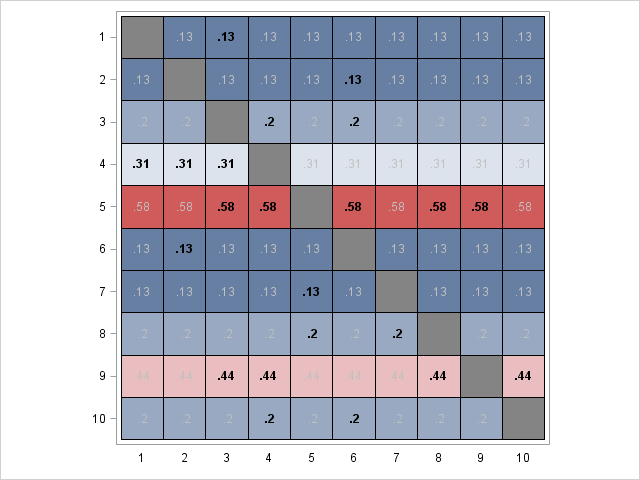 1 .13 .13 .13 .13 .13 .13 .13 .13 .13
2 .13 .13 .13 .13 .13 .13 .13 .13 .13
3 .2 .2 .2 .2 .2 .2 .2 .2 .2
4 .31 .31 .31 .31 .31 .31 .31 .31 .31
5 .58 .58 .58 .58 .58 .58 .58 .58 .58
6 .13 .13 .13 .13 .13 .13 .13 .13 .13
7 .13 .13 .13 .13 .13 .13 .13 .13 .13
8 .2 .2 .2 .2 .2 .2 .2 .2 .2
9 .44 .44 .44 .44 .44 .44 .44 .44 .44
10 .2 .2 .2 .2 .2 .2 .2 .2 .2
1 2 3 4 5 6 7 8 9 10